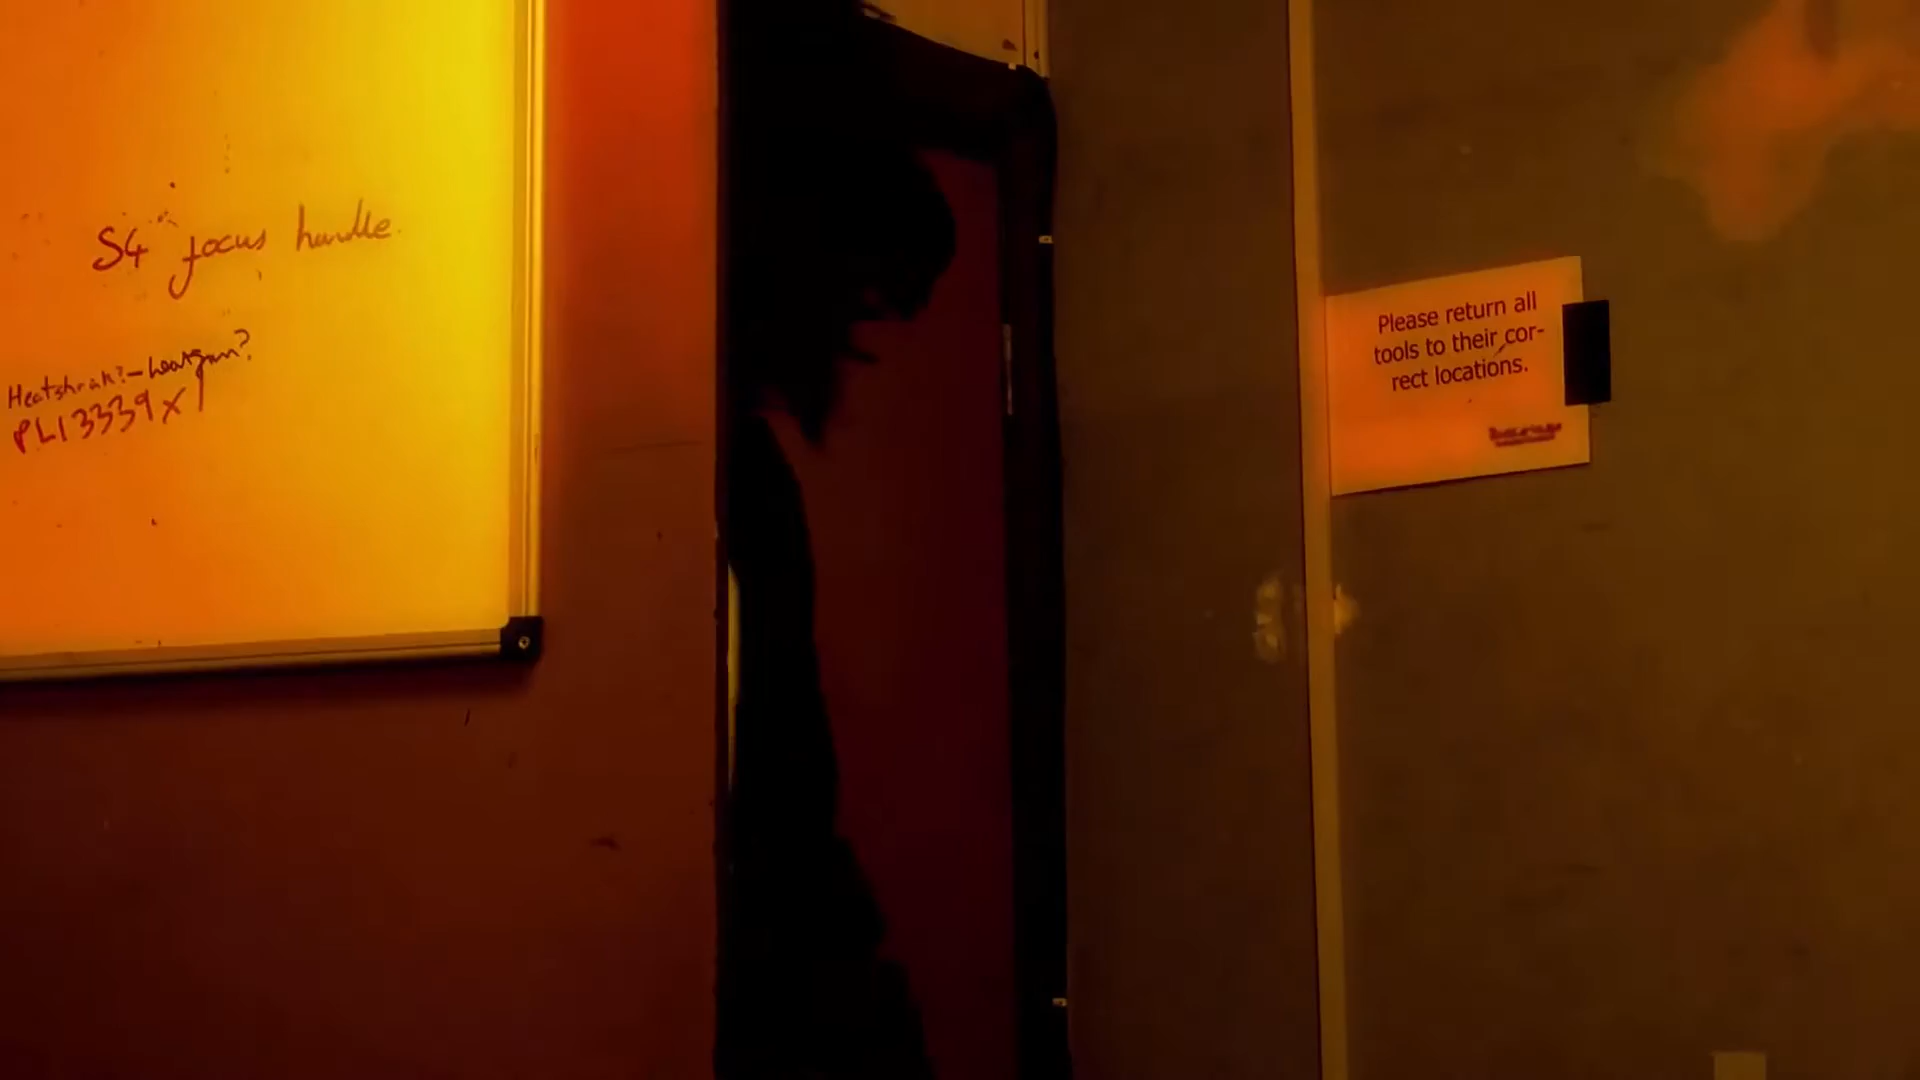 S4 focus handle.
Heatshrink? - heatgun?
PL13339 x 1
Please return all
tools to their cor-
rect locations.